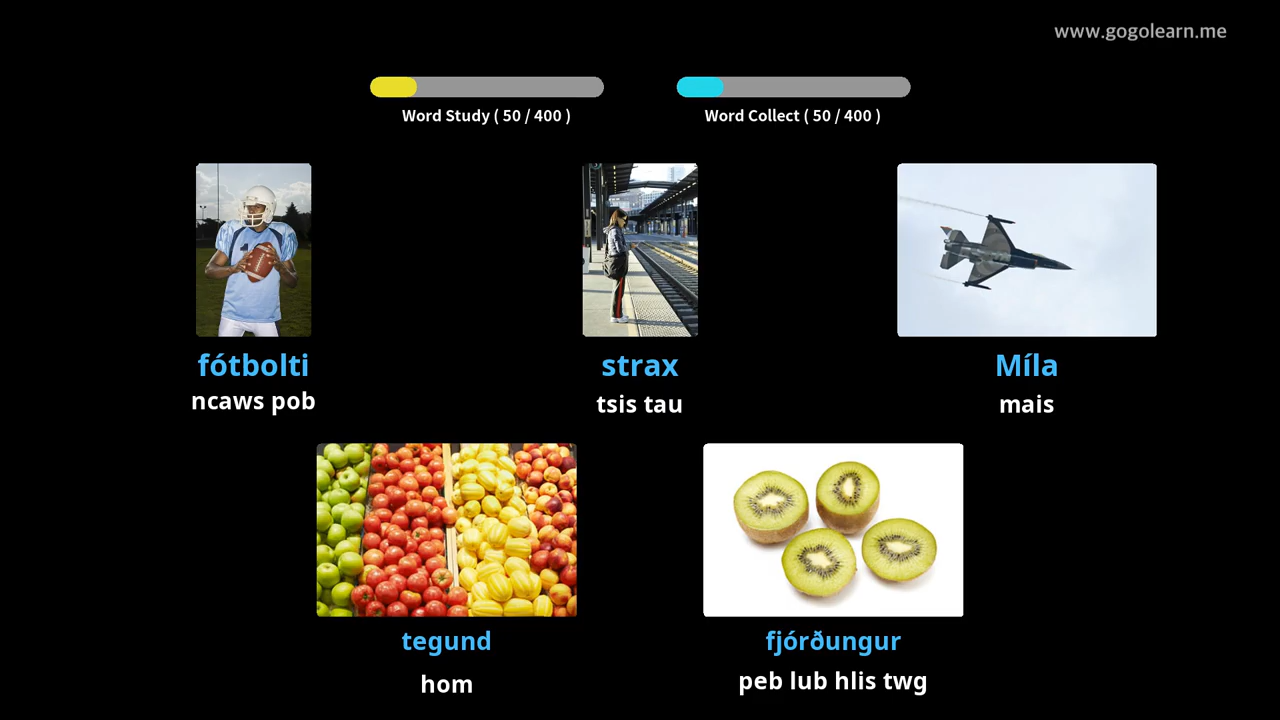 www.gogolearn.me
Word Study ( 50 / 400 )
Word Collect ( 50 / 400 )
fótbolti
ncaws pob
strax
tsis tau
Míla
mais
tegund
hom
fjórðungur
peb lub hlis twg